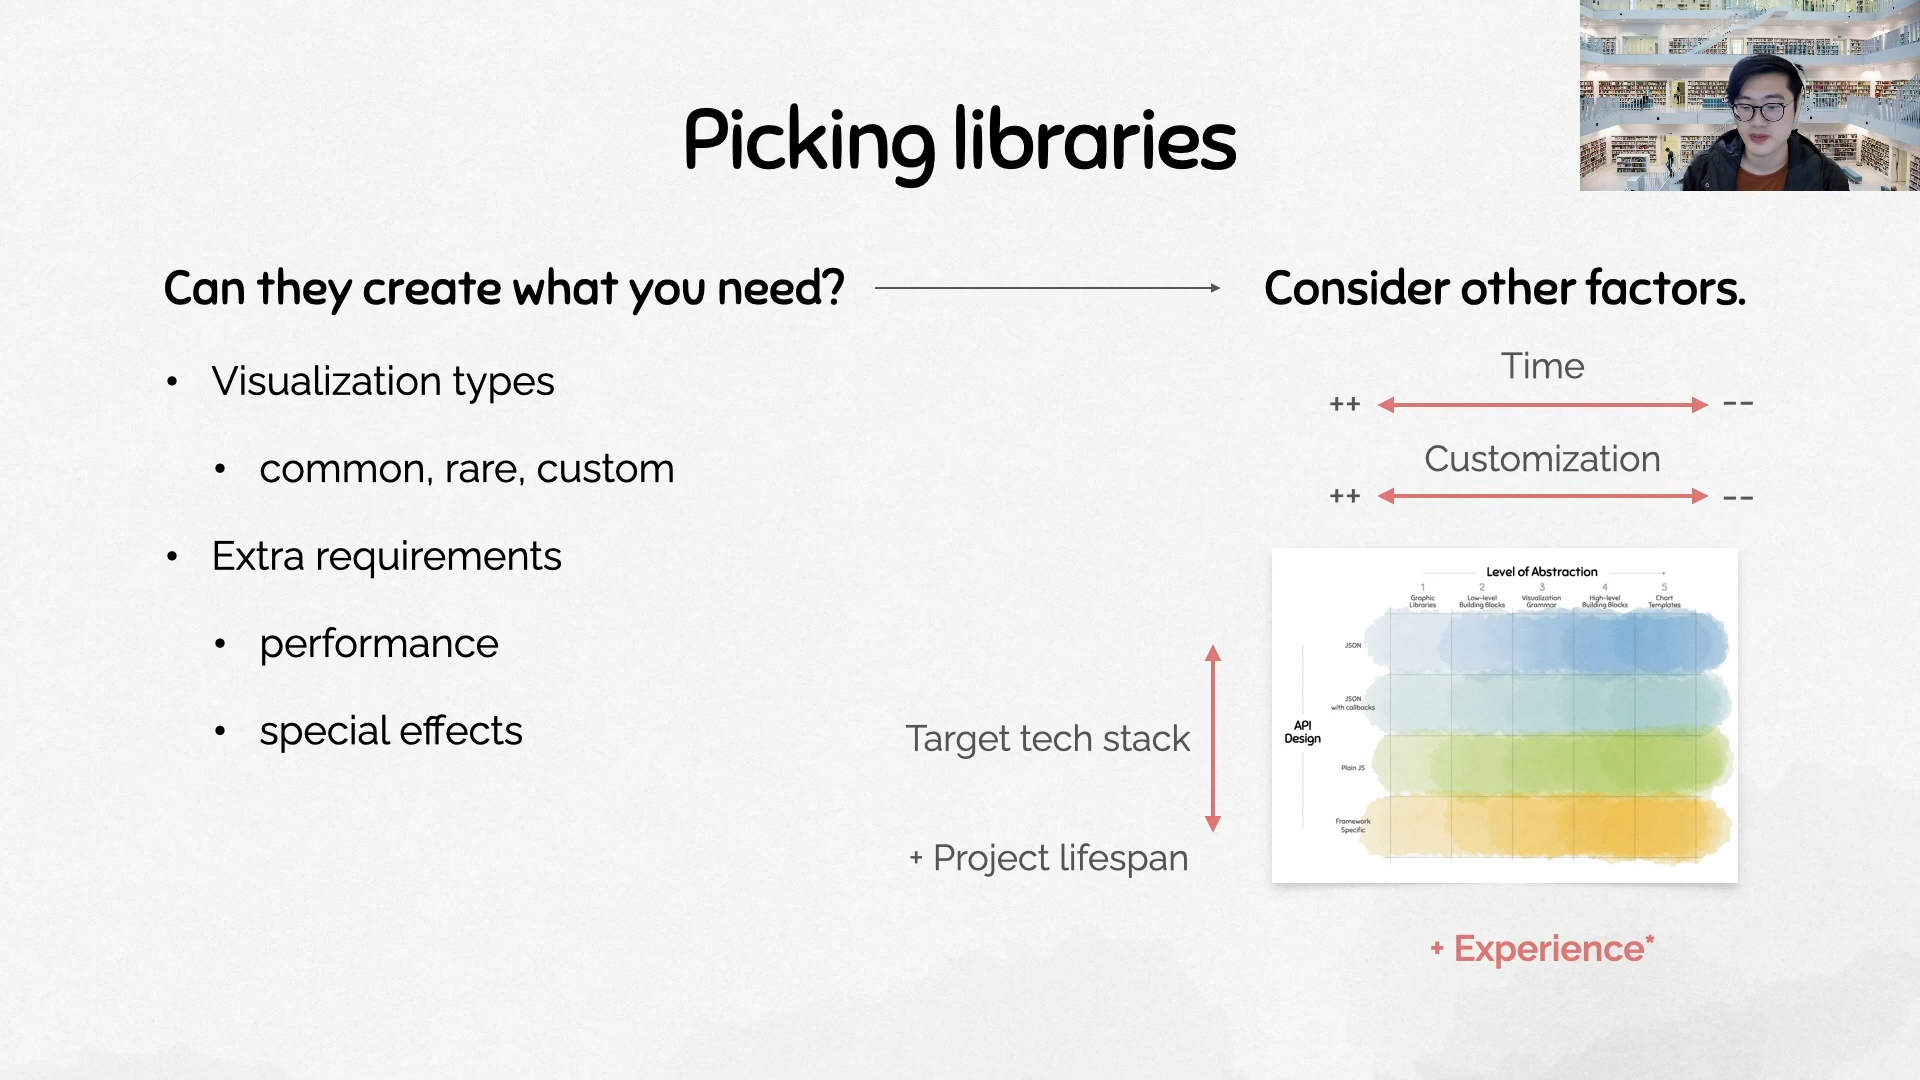 Picking libraries
Can they create what you need?
• Visualization types
• common, rare, custom
• Extra requirements
• performance
• special effects
Consider other factors.
Time
++ --
Customization
++ --
Target tech stack
+ Project lifespan
Level of Abstraction
1 2 3 4 5
Graphic Low-level Visualization High-level Chart
Libraries Building Blocks Grammar Building Blocks Templates
API
Design
JSON
JSON
with callbacks
Plain JS
Framework
Specific
+ Experience*